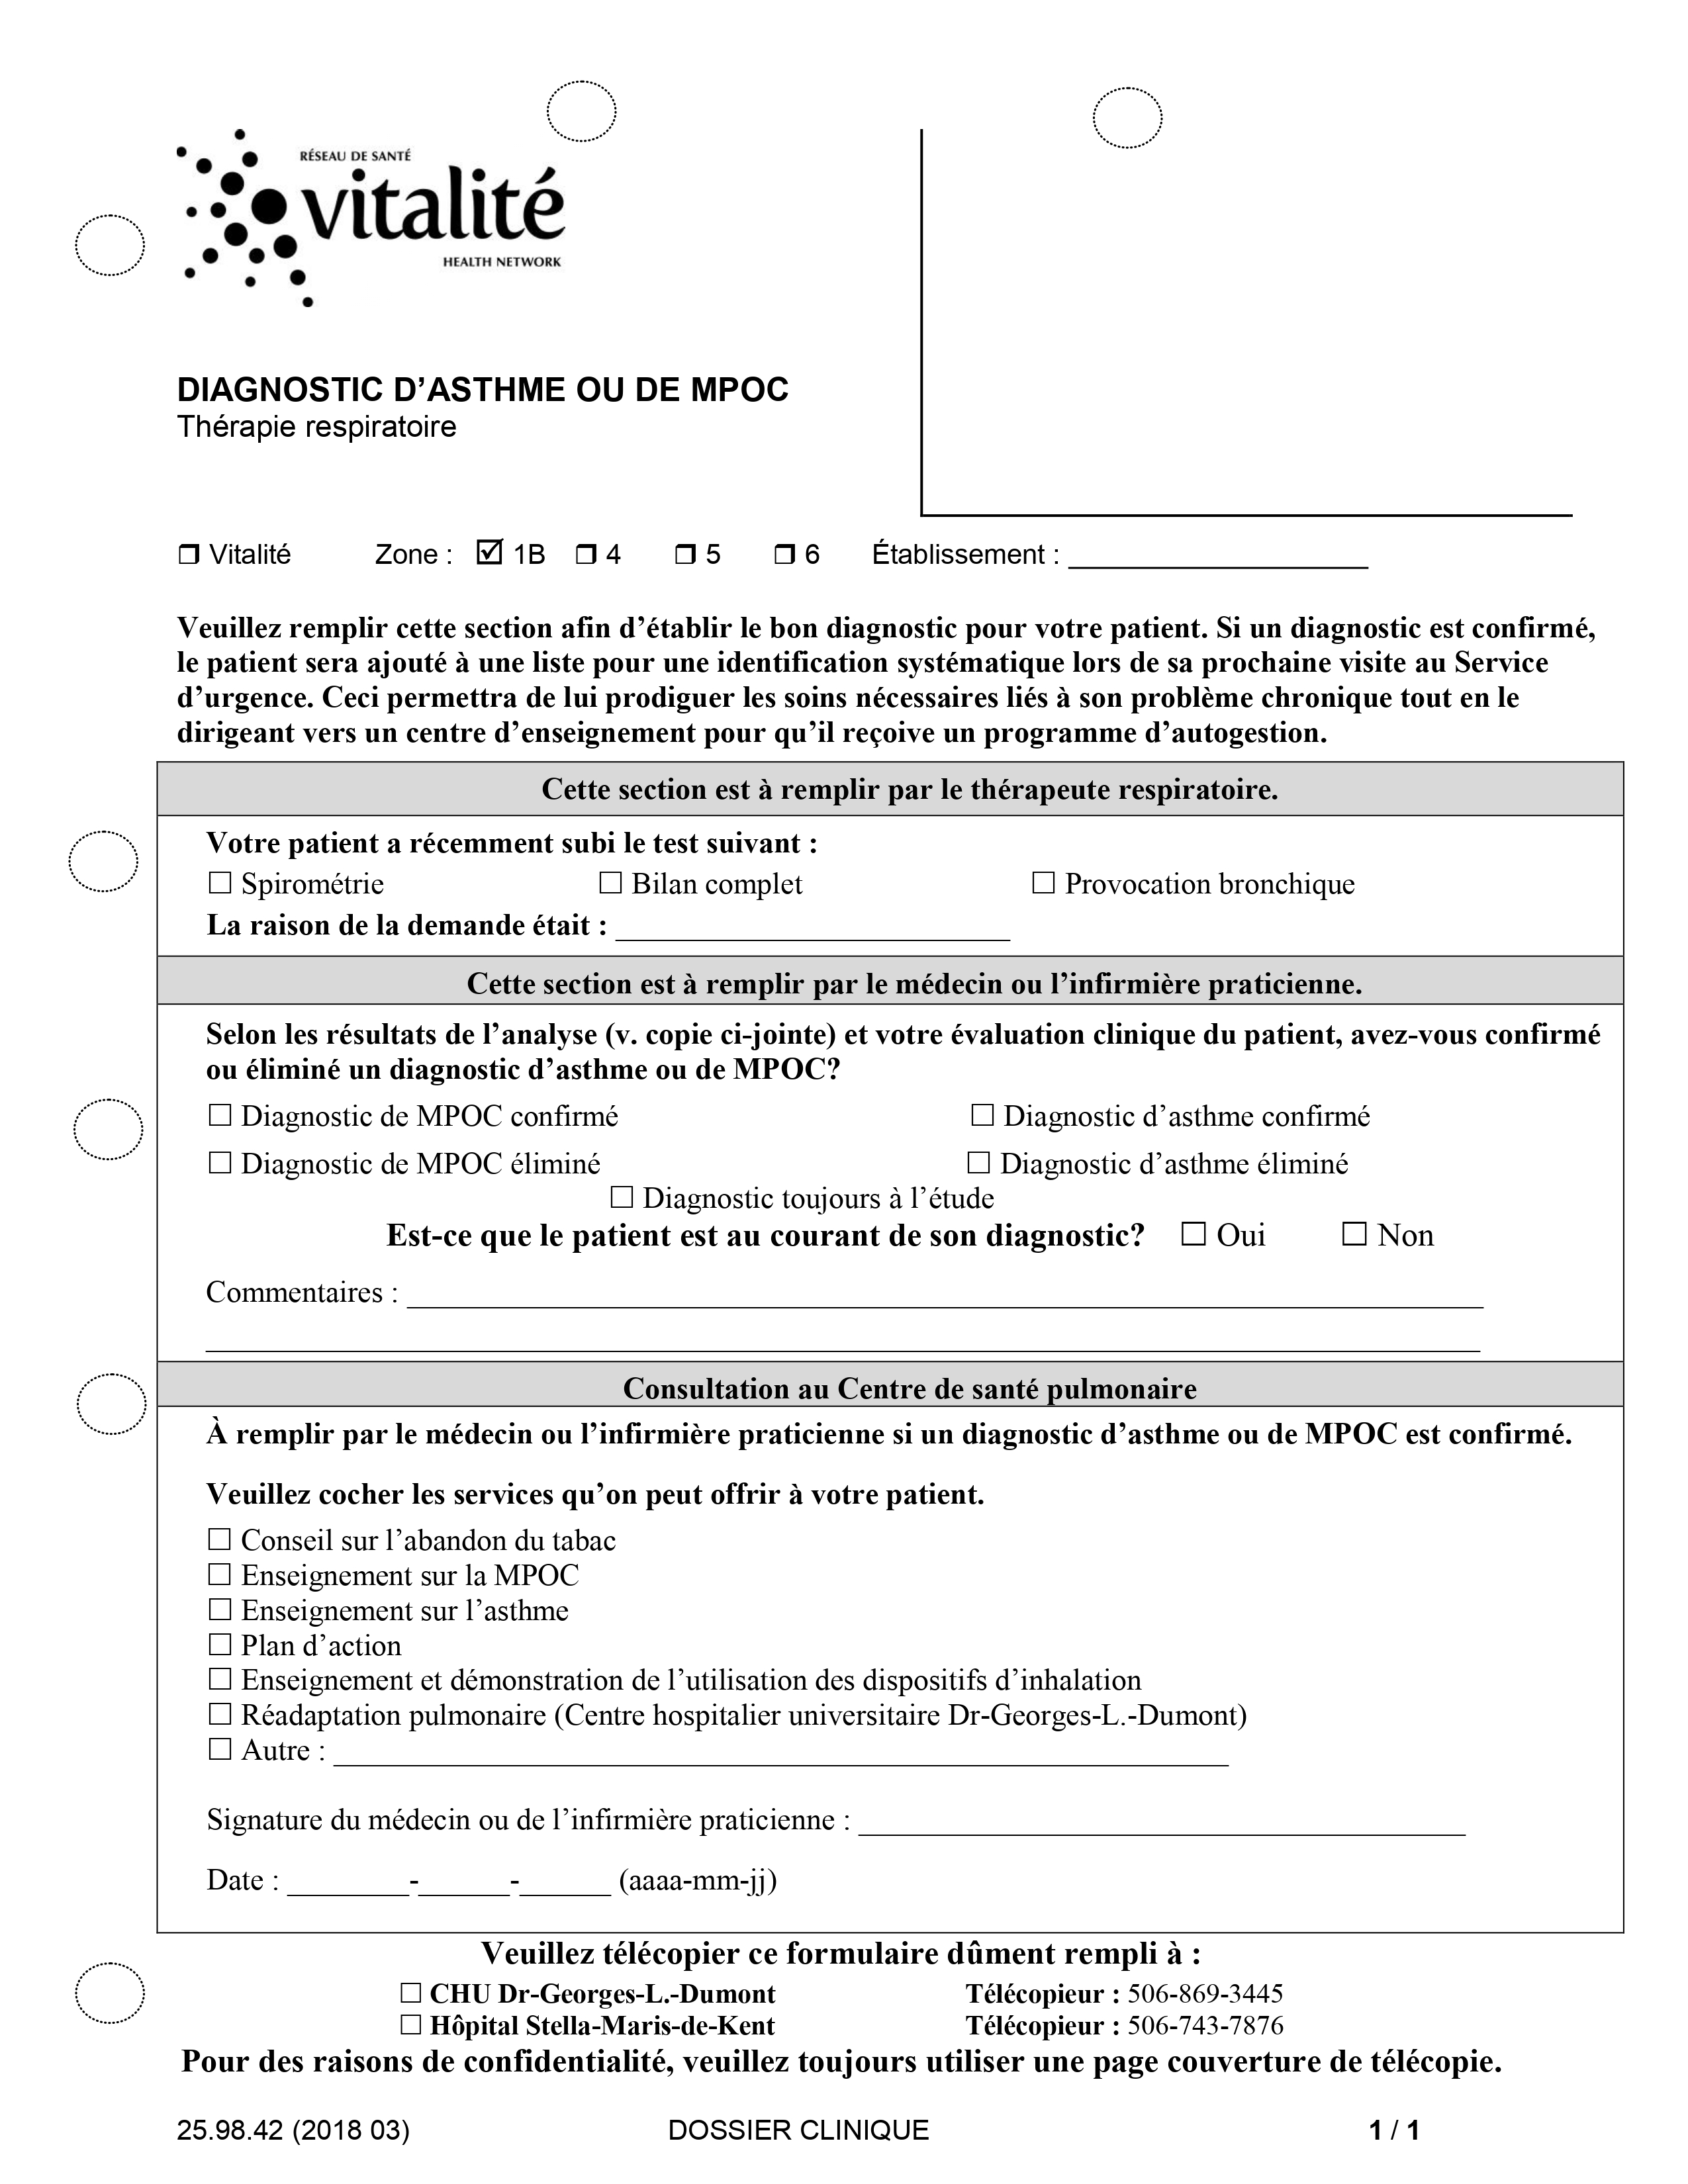 RÉSEAU DE SANTÉ
vitalité
HEALTH NETWORK
DIAGNOSTIC D’ASTHME OU DE MPOC
Thérapie respiratoire
❒ Vitalité Zone : ☑ 1B ❒ 4 ❒ 5 ❒ 6 Établissement : ____________________
Veuillez remplir cette section afin d’établir le bon diagnostic pour votre patient. Si un diagnostic est confirmé,
le patient sera ajouté à une liste pour une identification systématique lors de sa prochaine visite au Service
d’urgence. Ceci permettra de lui prodiguer les soins nécessaires liés à son problème chronique tout en le
dirigeant vers un centre d’enseignement pour qu’il reçoive un programme d’autogestion.
Cette section est à remplir par le thérapeute respiratoire.
Votre patient a récemment subi le test suivant :
☐ Spirométrie ☐ Bilan complet ☐ Provocation bronchique
La raison de la demande était : __________________________
Cette section est à remplir par le médecin ou l’infirmière praticienne.
Selon les résultats de l’analyse (v. copie ci-jointe) et votre évaluation clinique du patient, avez-vous confirmé
ou éliminé un diagnostic d’asthme ou de MPOC?
☐ Diagnostic de MPOC confirmé ☐ Diagnostic d’asthme confirmé
☐ Diagnostic de MPOC éliminé ☐ Diagnostic d’asthme éliminé
☐ Diagnostic toujours à l’étude
Est-ce que le patient est au courant de son diagnostic? ☐ Oui ☐ Non
Commentaires : ______________________________________________________________________
Consultation au Centre de santé pulmonaire
À remplir par le médecin ou l’infirmière praticienne si un diagnostic d’asthme ou de MPOC est confirmé.
Veuillez cocher les services qu’on peut offrir à votre patient.
☐ Conseil sur l’abandon du tabac
☐ Enseignement sur la MPOC
☐ Enseignement sur l’asthme
☐ Plan d’action
☐ Enseignement et démonstration de l’utilisation des dispositifs d’inhalation
☐ Réadaptation pulmonaire (Centre hospitalier universitaire Dr-Georges-L.-Dumont)
☐ Autre : ___________________________________________________________
Signature du médecin ou de l’infirmière praticienne : ________________________________________
Date : ________-______-______ (aaaa-mm-jj)
Veuillez télécopier ce formulaire dûment rempli à :
☐ CHU Dr-Georges-L.-Dumont Télécopieur : 506-869-3445
☐ Hôpital Stella-Maris-de-Kent Télécopieur : 506-743-7876
Pour des raisons de confidentialité, veuillez toujours utiliser une page couverture de télécopie.
25.98.42 (2018 03) DOSSIER CLINIQUE 1 / 1